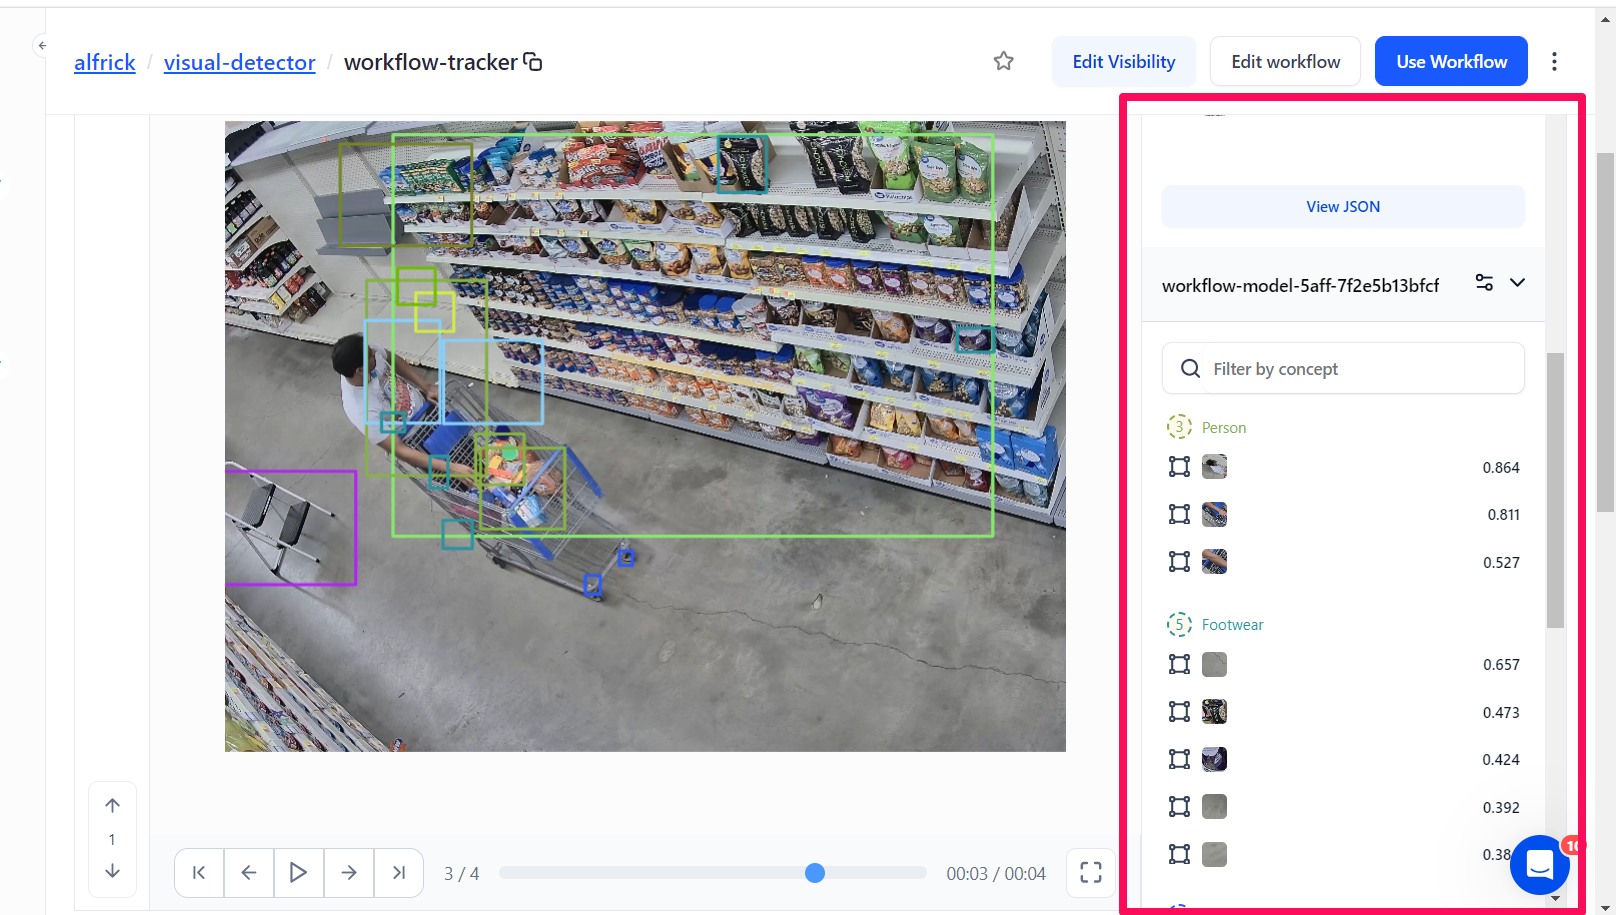 alfrick / visual-detector / workflow-tracker
Edit Visibility
Edit workflow
Use Workflow
View JSON
workflow-model-5aff-7f2e5b13bfcf
Filter by concept
3 Person
0.864
0.811
0.527
5 Footwear
0.657
0.473
0.424
0.392
0.38
10
1
3 / 4
00:03 / 00:04